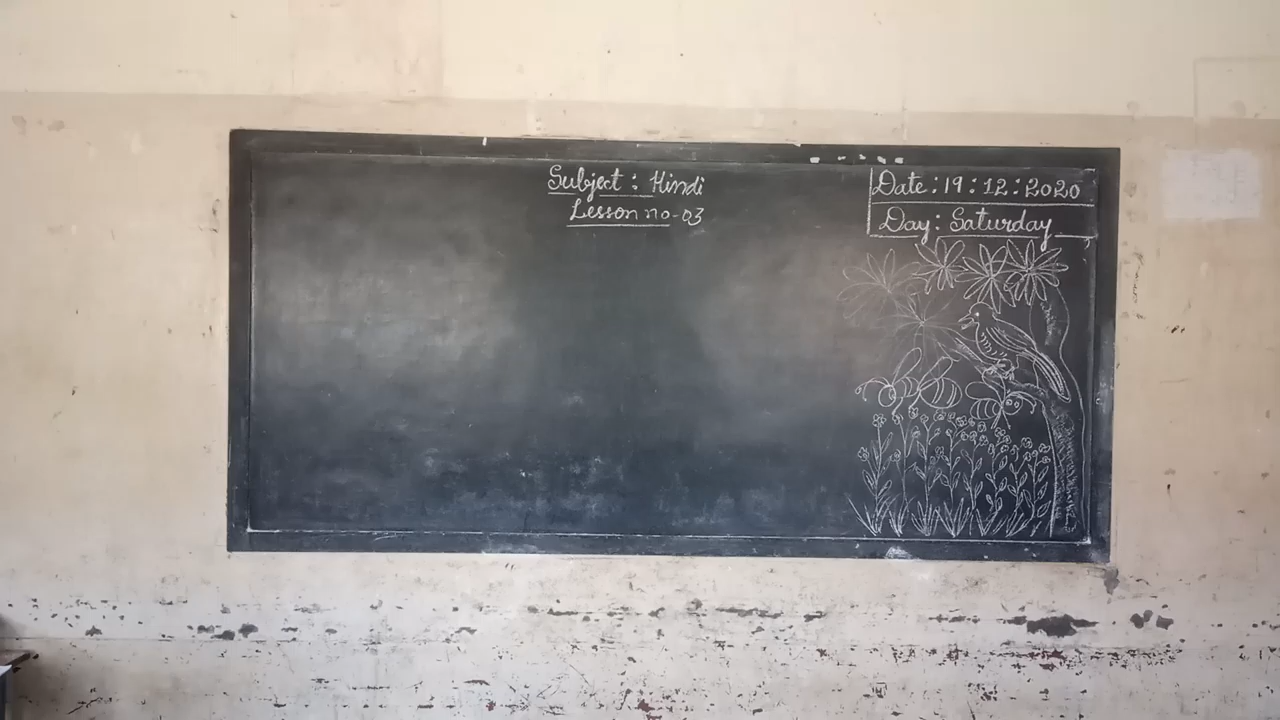 Subject : Hindi
Lesson no-03
Date : 19 : 12 : 2020
Day : Saturday